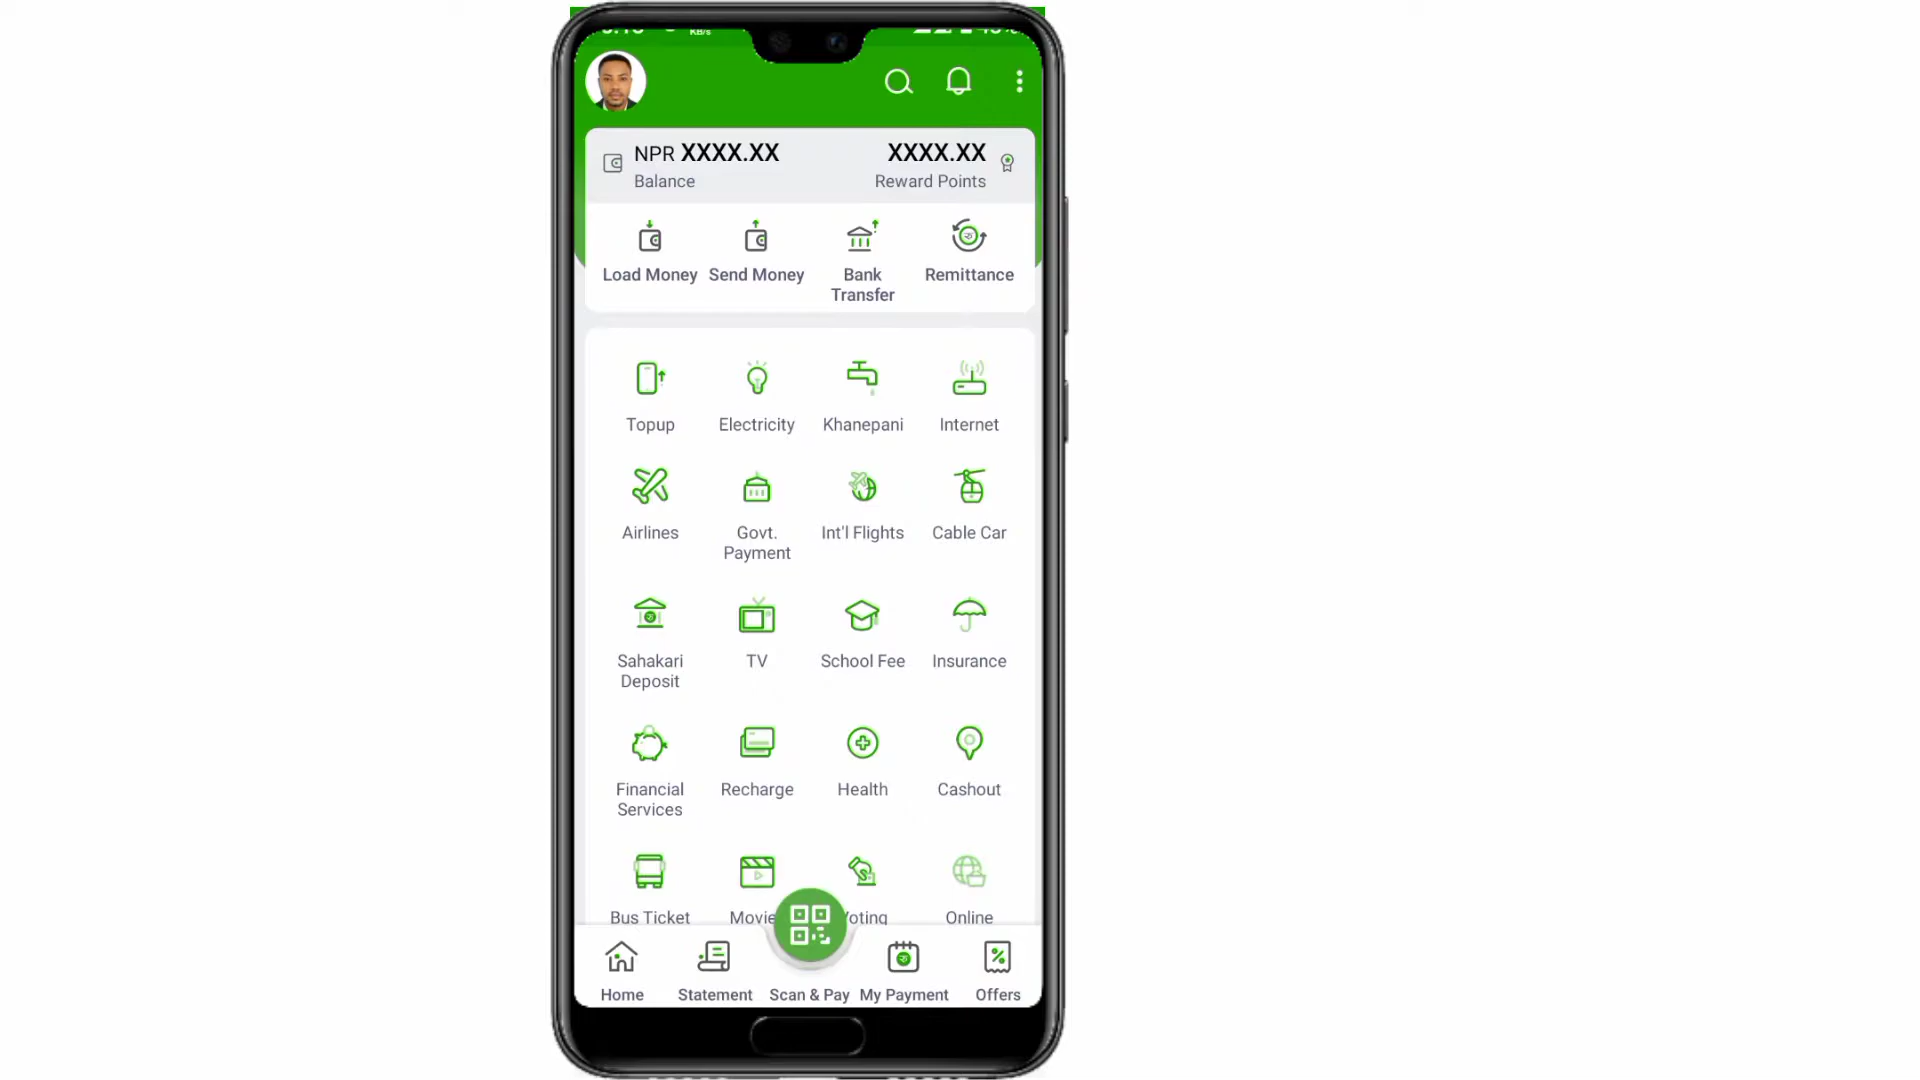 KB/s
NPR XXXX.XX
XXXX.XX
Balance
Reward Points
Load Money
Send Money
Bank
Transfer
Remittance
Topup
Electricity
Khanepani
Internet
Airlines
Govt.
Payment
Int'l Flights
Cable Car
Sahakari
Deposit
TV
School Fee
Insurance
Financial
Services
Recharge
Health
Cashout
Bus Ticket
Online
Home
Statement
Scan & Pay
My Payment
Offers